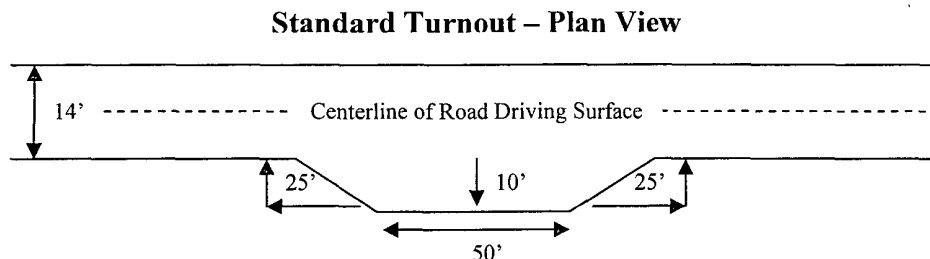 Standard Turnout – Plan View
14’
Centerline of Road Driving Surface
25’
10’
25’
50’